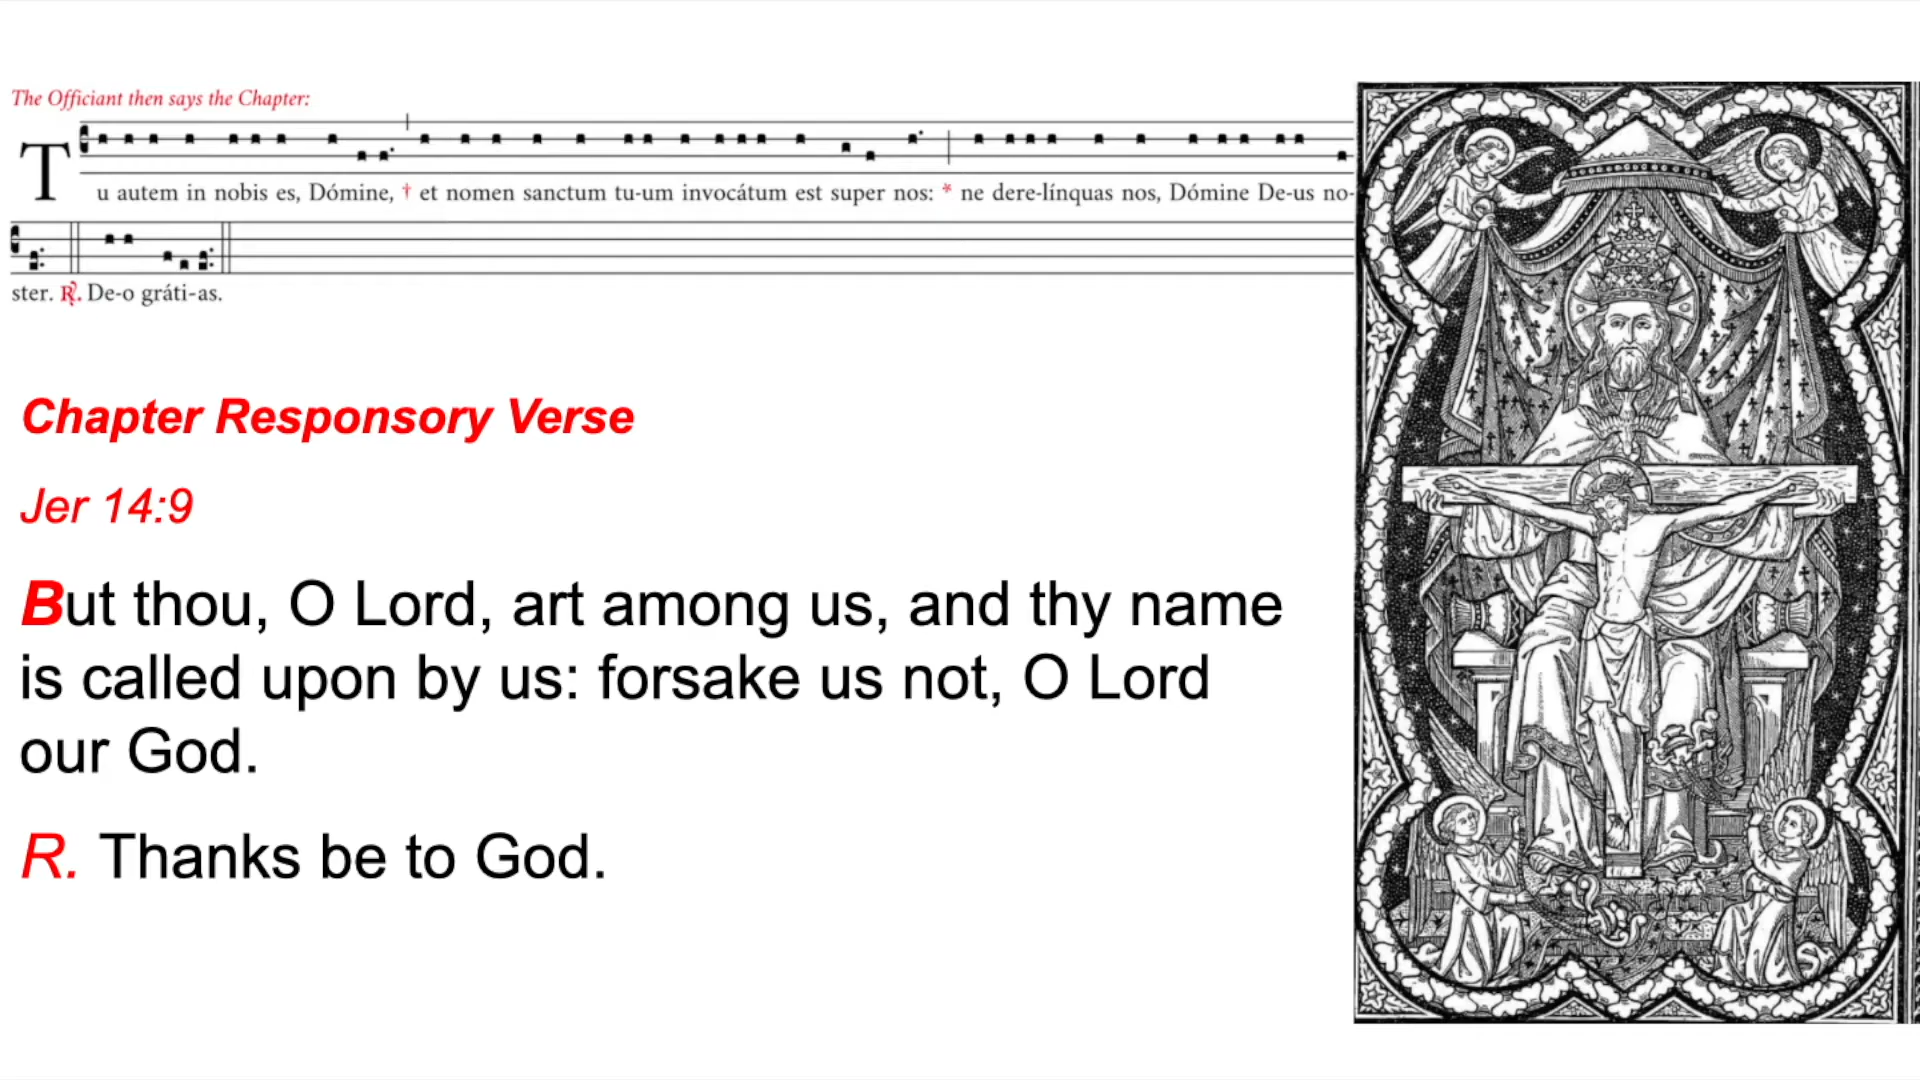 The Officiant then says the Chapter:
Tu autem in nobis es, Dómine, † et nomen sanctum tu-um invocátum est super nos: * ne dere-línquas nos, Dómine De-us no-
ster. ℟. De-o gráti-as.
Chapter Responsory Verse
Jer 14:9
But thou, O Lord, art among us, and thy name
is called upon by us: forsake us not, O Lord
our God.
R. Thanks be to God.